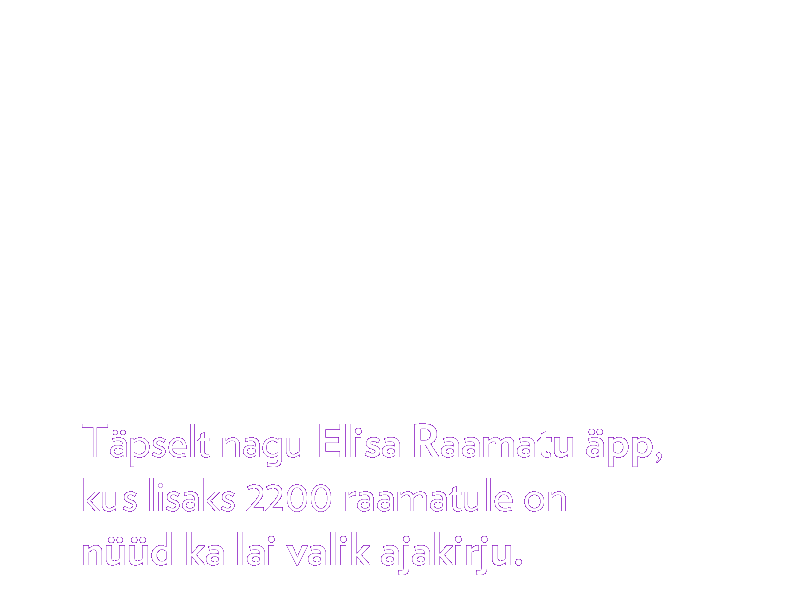 Täpselt nagu Elisa Raamatu äpp,
kus lisaks 2200 raamatule on
nüüd ka lai valik ajakirju.